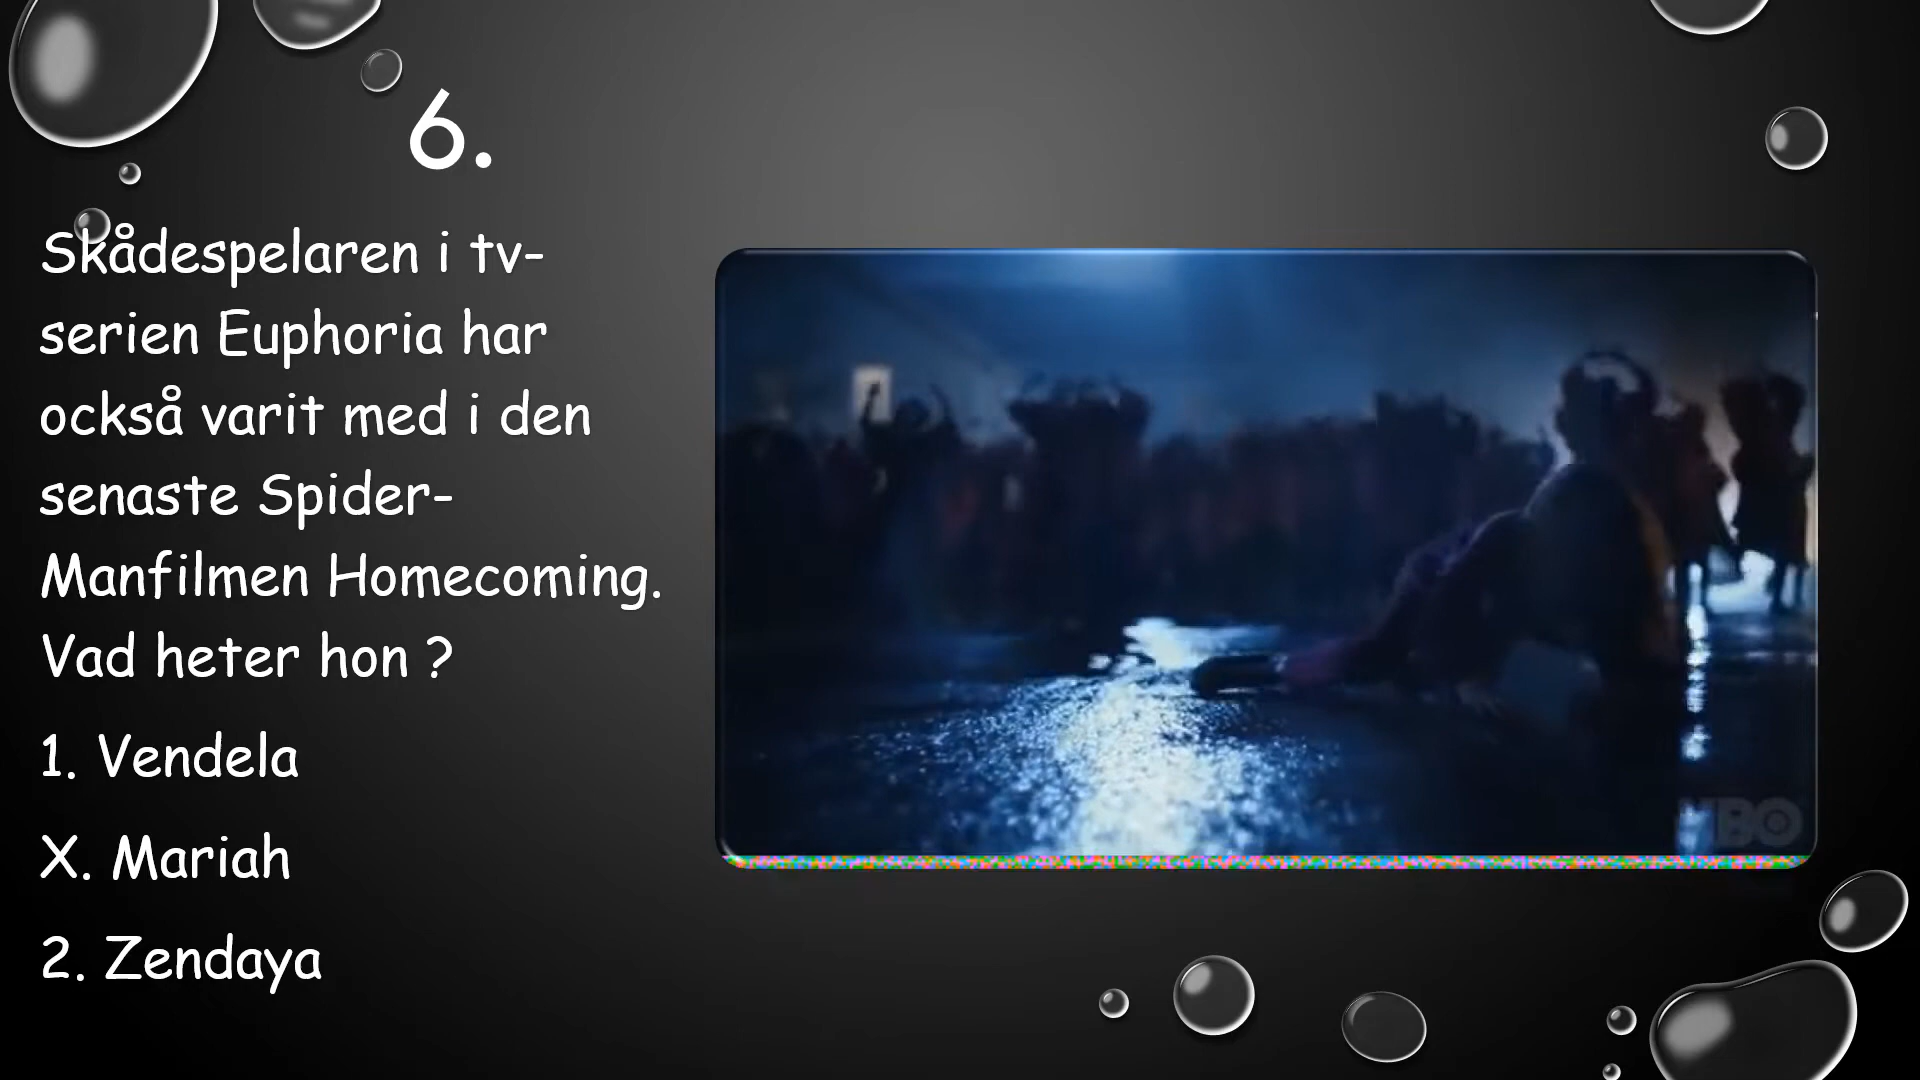 6.
Skådespelaren i tv-
serien Euphoria har
också varit med i den
senaste Spider-
Manfilmen Homecoming.
Vad heter hon ?
1. Vendela
X. Mariah
2. Zendaya
HBO